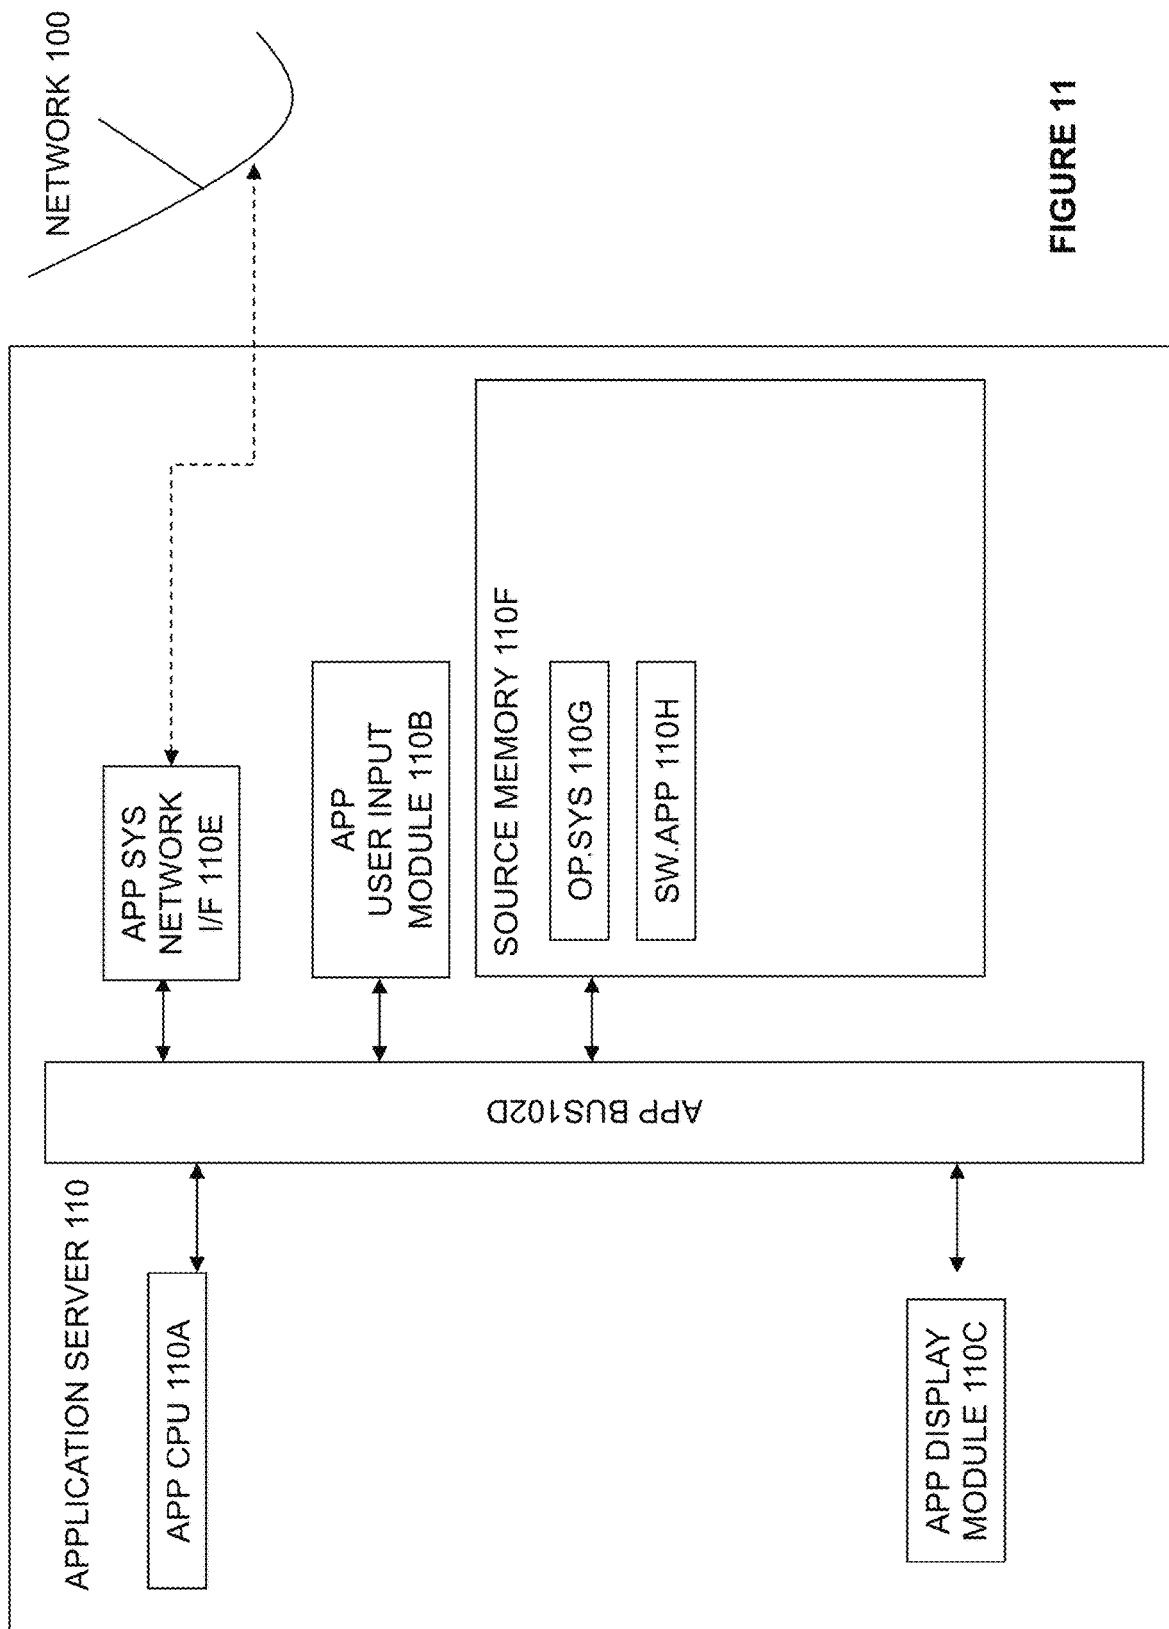 APPLICATION SERVER 110
NETWORK 100
APP CPU 110A
APP SYS
NETWORK
I/F 110E
APP
USER INPUT
MODULE 110B
APP BUS102D
SOURCE MEMORY 110F
OP.SYS 110G
SW.APP 110H
APP DISPLAY
MODULE 110C
FIGURE 11